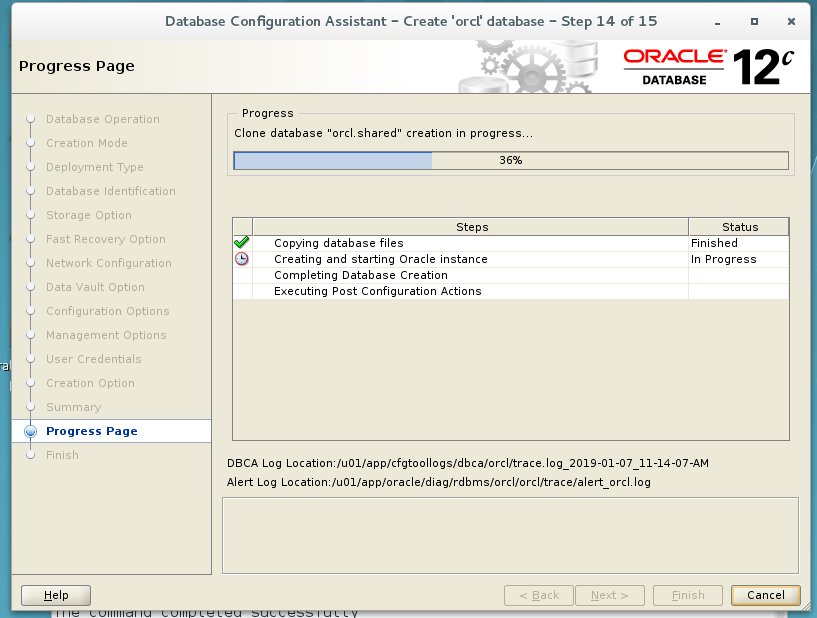 Database Configuration Assistant – Create 'orcl' database – Step 14 of 15
Progress Page
ORACLE
DATABASE
12c
Database Operation
Creation Mode
Deployment Type
Database Identification
Storage Option
Fast Recovery Option
Network Configuration
Data Vault Option
Configuration Options
Management Options
User Credentials
Creation Option
Summary
Progress Page
Finish
Progress
Clone database "orcl.shared" creation in progress...
36%
Steps Status
Copying database files Finished
Creating and starting Oracle instance In Progress
Completing Database Creation
Executing Post Configuration Actions
DBCA Log Location:/u01/app/cfgtoollogs/dbca/orcl/trace.log_2019-01-07_11-14-07-AM
Alert Log Location:/u01/app/oracle/diag/rdbms/orcl/orcl/trace/alert_orcl.log
Help < Back Next > Finish Cancel
The command completed successfully